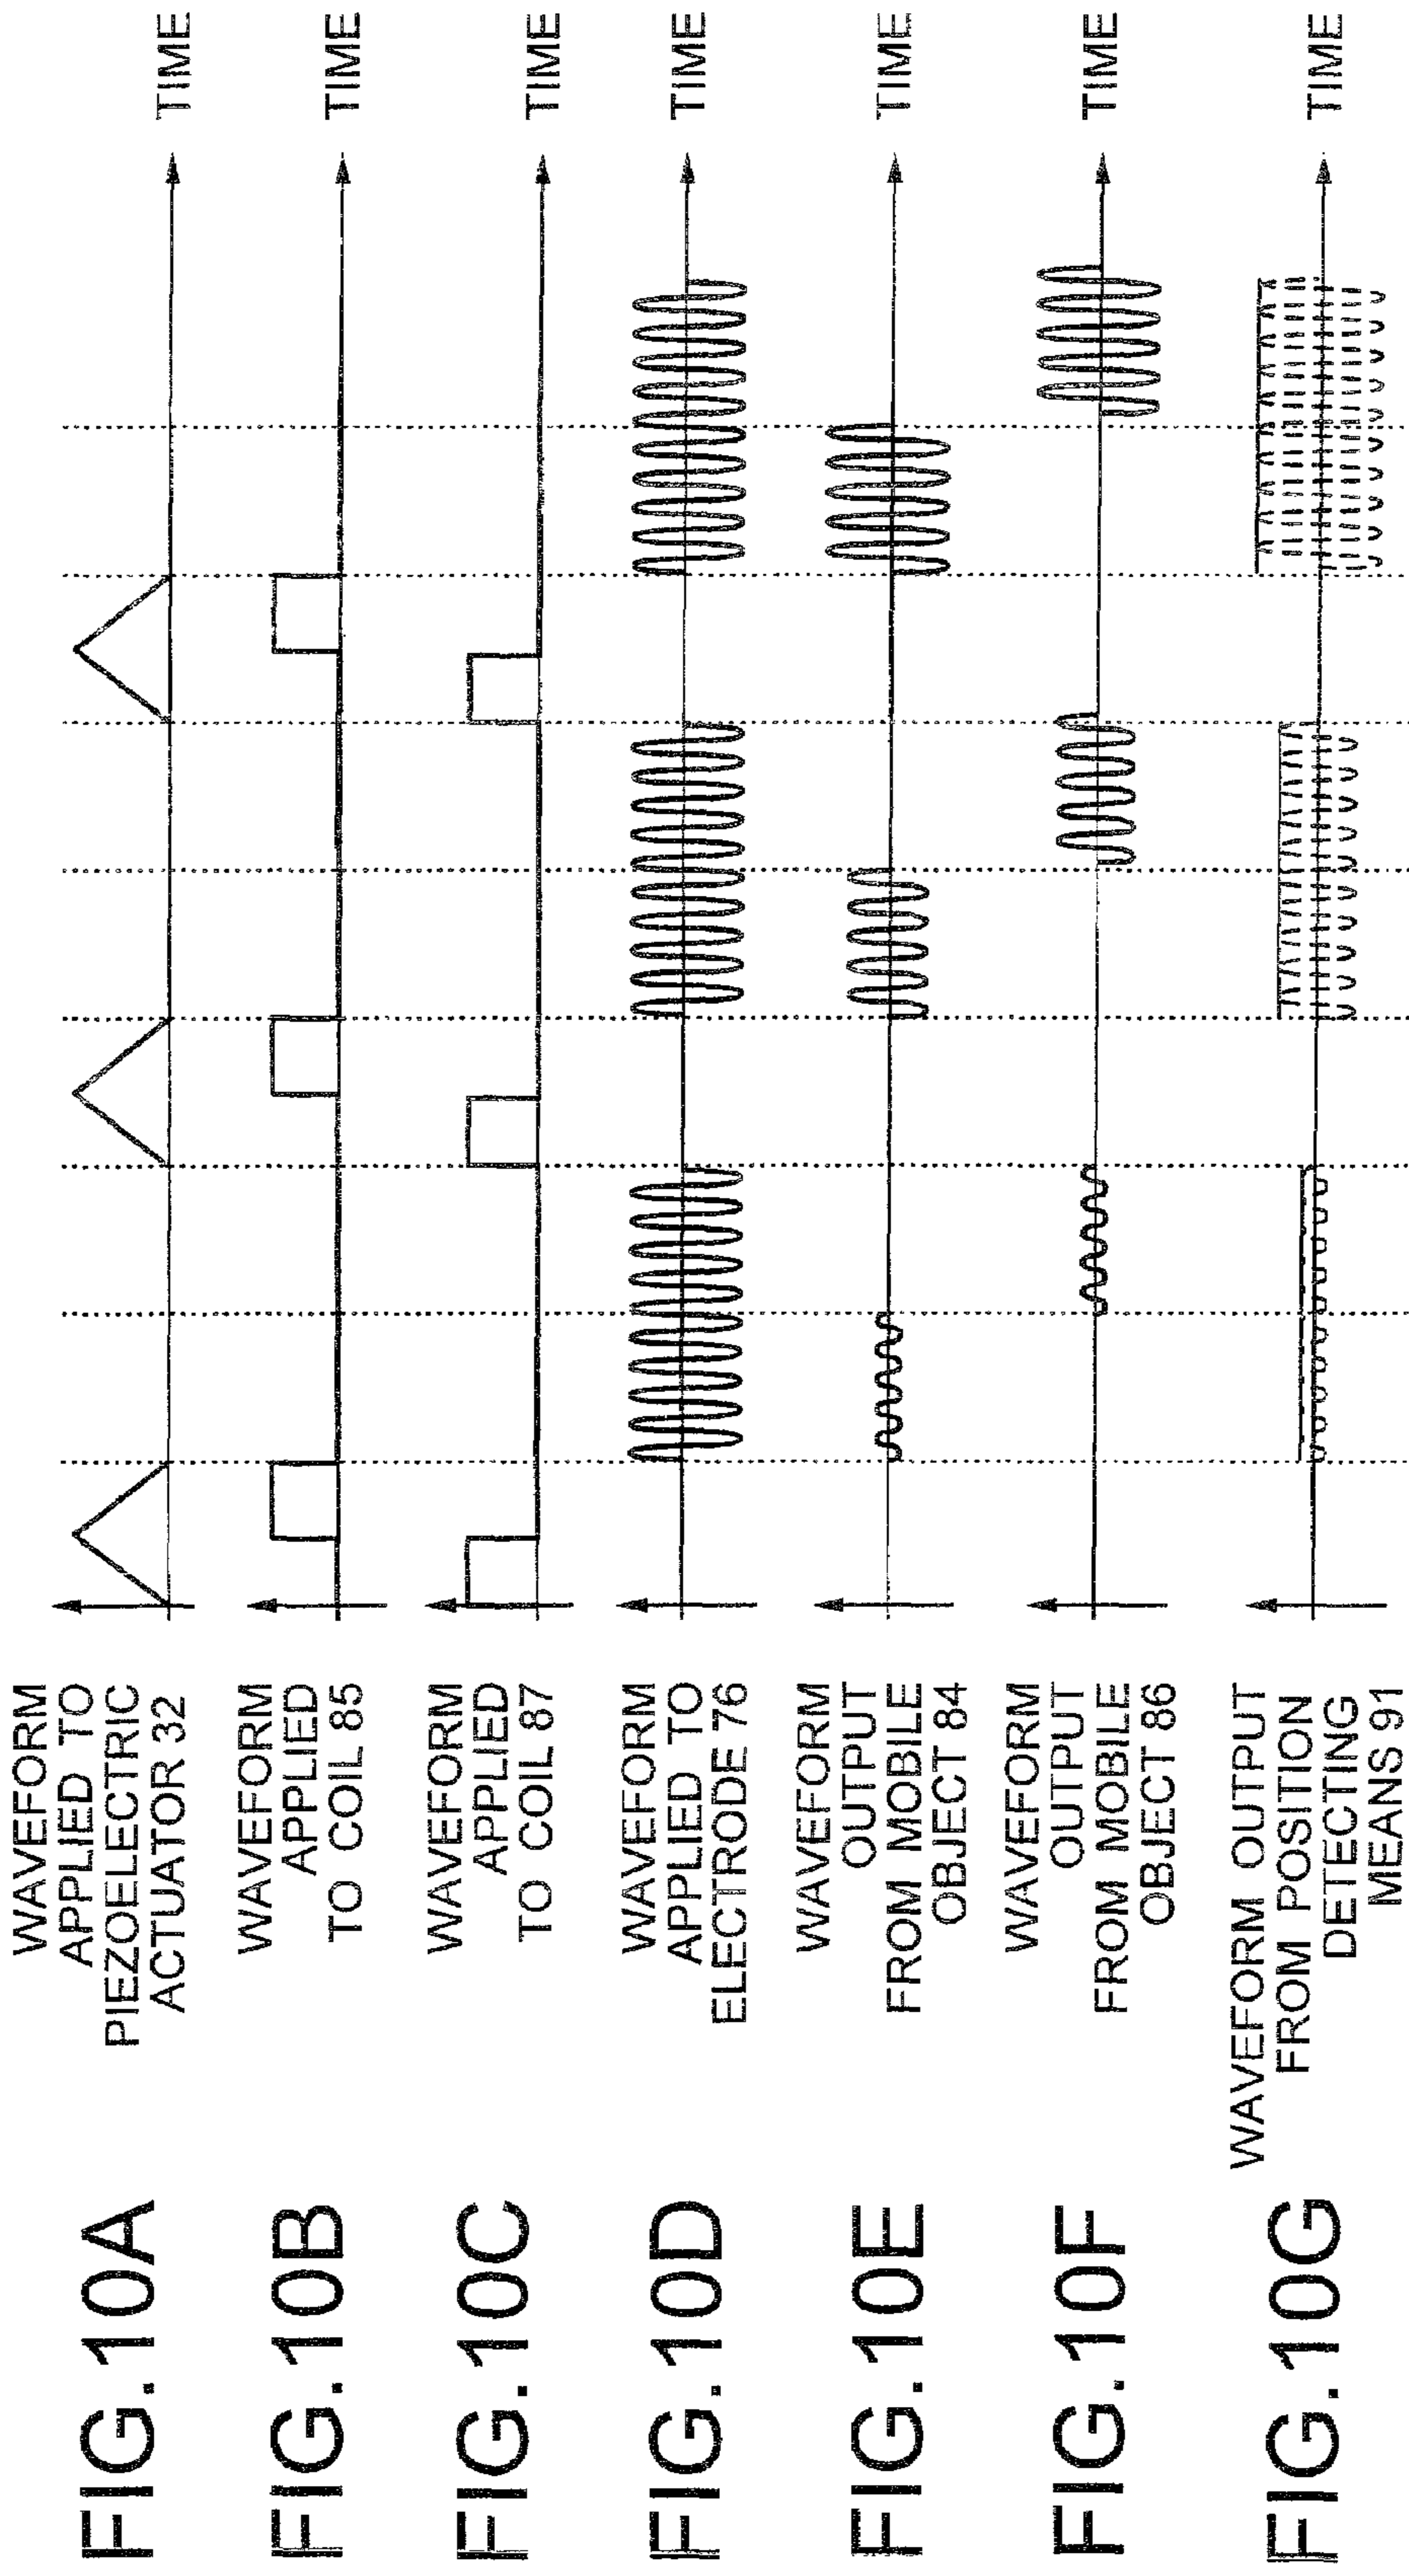 FIG.10A
WAVEFORM
APPLIED TO
PIEZOELECTRIC
ACTUATOR 32
TIME
FIG.10B
WAVEFORM
APPLIED
TO COIL 85
TIME
FIG.10C
WAVEFORM
APPLIED
TO COIL 87
TIME
FIG.10D
WAVEFORM
APPLIED TO
ELECTRODE 76
TIME
FIG.10E
WAVEFORM
OUTPUT
FROM MOBILE
OBJECT 84
TIME
FIG.10F
WAVEFORM
OUTPUT
FROM MOBILE
OBJECT 86
TIME
FIG.10G
WAVEFORM OUTPUT
FROM POSITION
DETECTING
MEANS 91
TIME